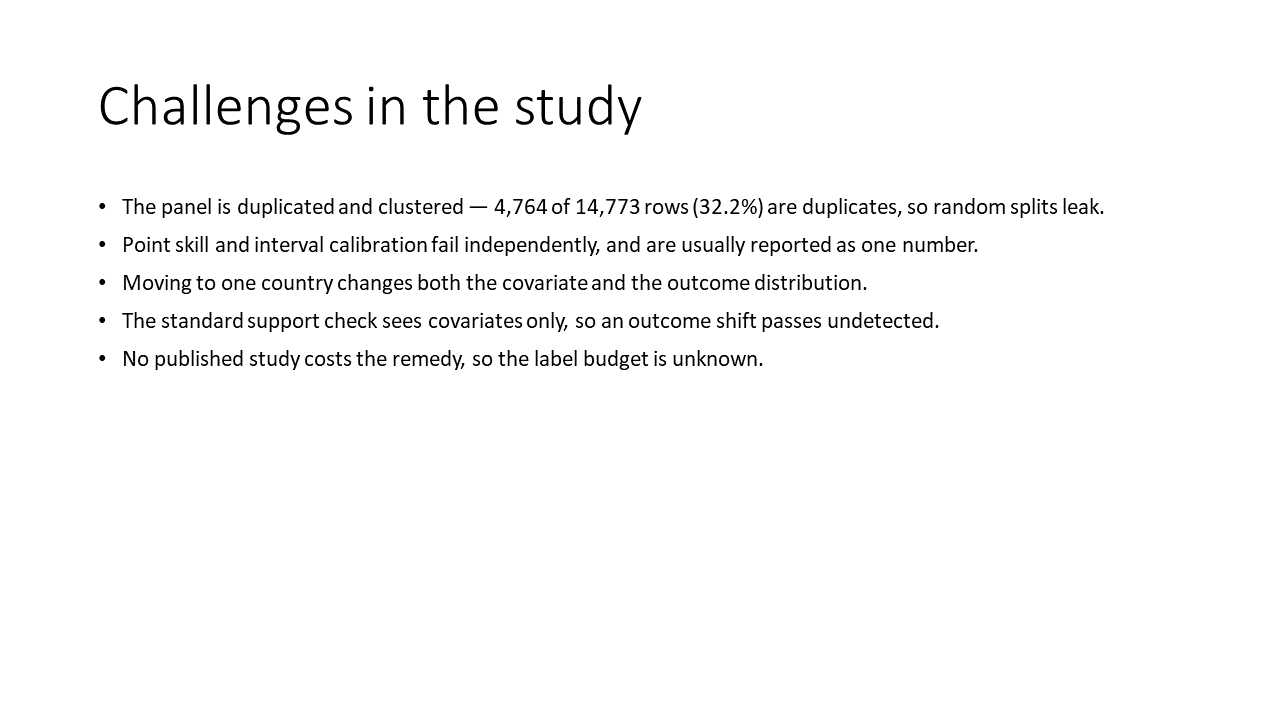 Challenges in the study
• The panel is duplicated and clustered — 4,764 of 14,773 rows (32.2%) are duplicates, so random splits leak.
• Point skill and interval calibration fail independently, and are usually reported as one number.
• Moving to one country changes both the covariate and the outcome distribution.
• The standard support check sees covariates only, so an outcome shift passes undetected.
• No published study costs the remedy, so the label budget is unknown.